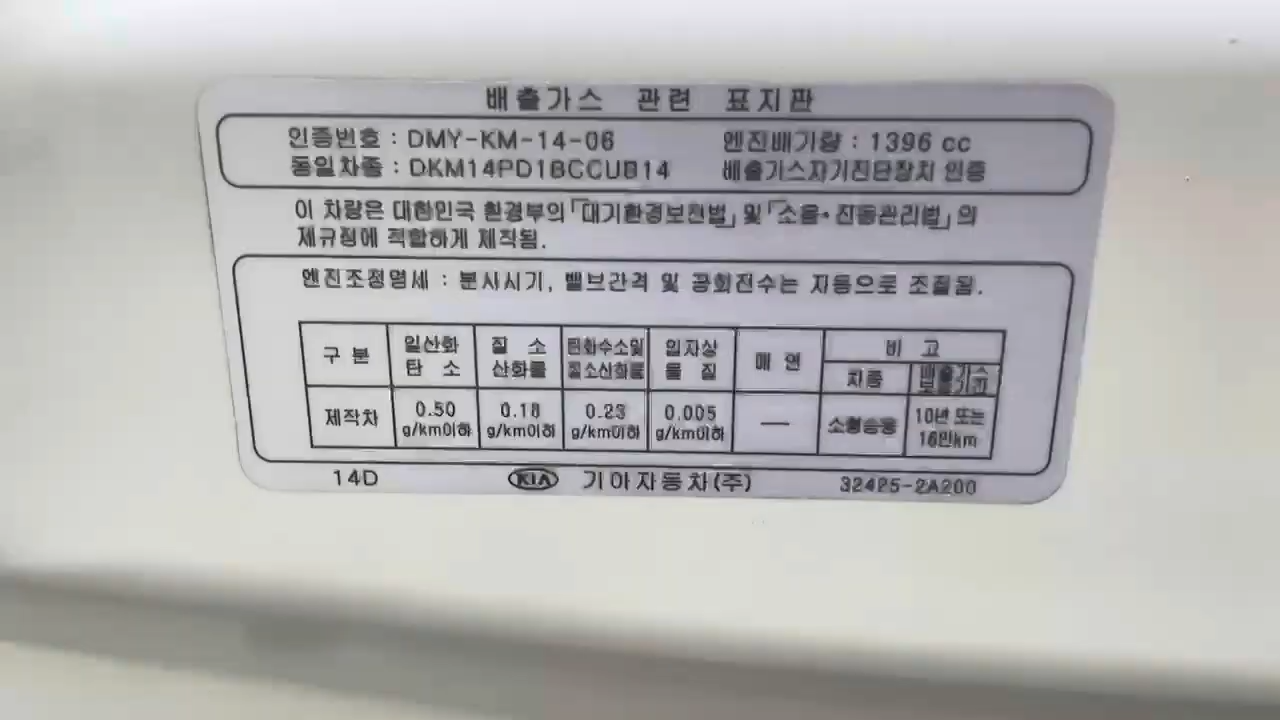 배출가스 관련 표지판
인증번호 : DMY-KM-14-06 엔진배기량 : 1396 cc
동일차종 : DKM14PD1BCCUB14 배출가스자기진단장치 인증
이 차량은 대한민국 환경부의「대기환경보전법」및「소음·진동관리법」의
제규정에 적합하게 제작됨.
엔진조정명세 : 분사시기, 밸브간격 및 공회전수는 자동으로 조절됨.
구 분 일산화 탄 소 질 소 산화물 탄화수소및 질소산화물 입자상 물 질 매 연 비 고
차종 배출가스 보증기간
제작차 0.50 g/km이하 0.18 g/km이하 0.23 g/km이하 0.005 g/km이하 — 소형승용 10년 또는 16만km
14D KIA 기아자동차(주) 32425-2A200